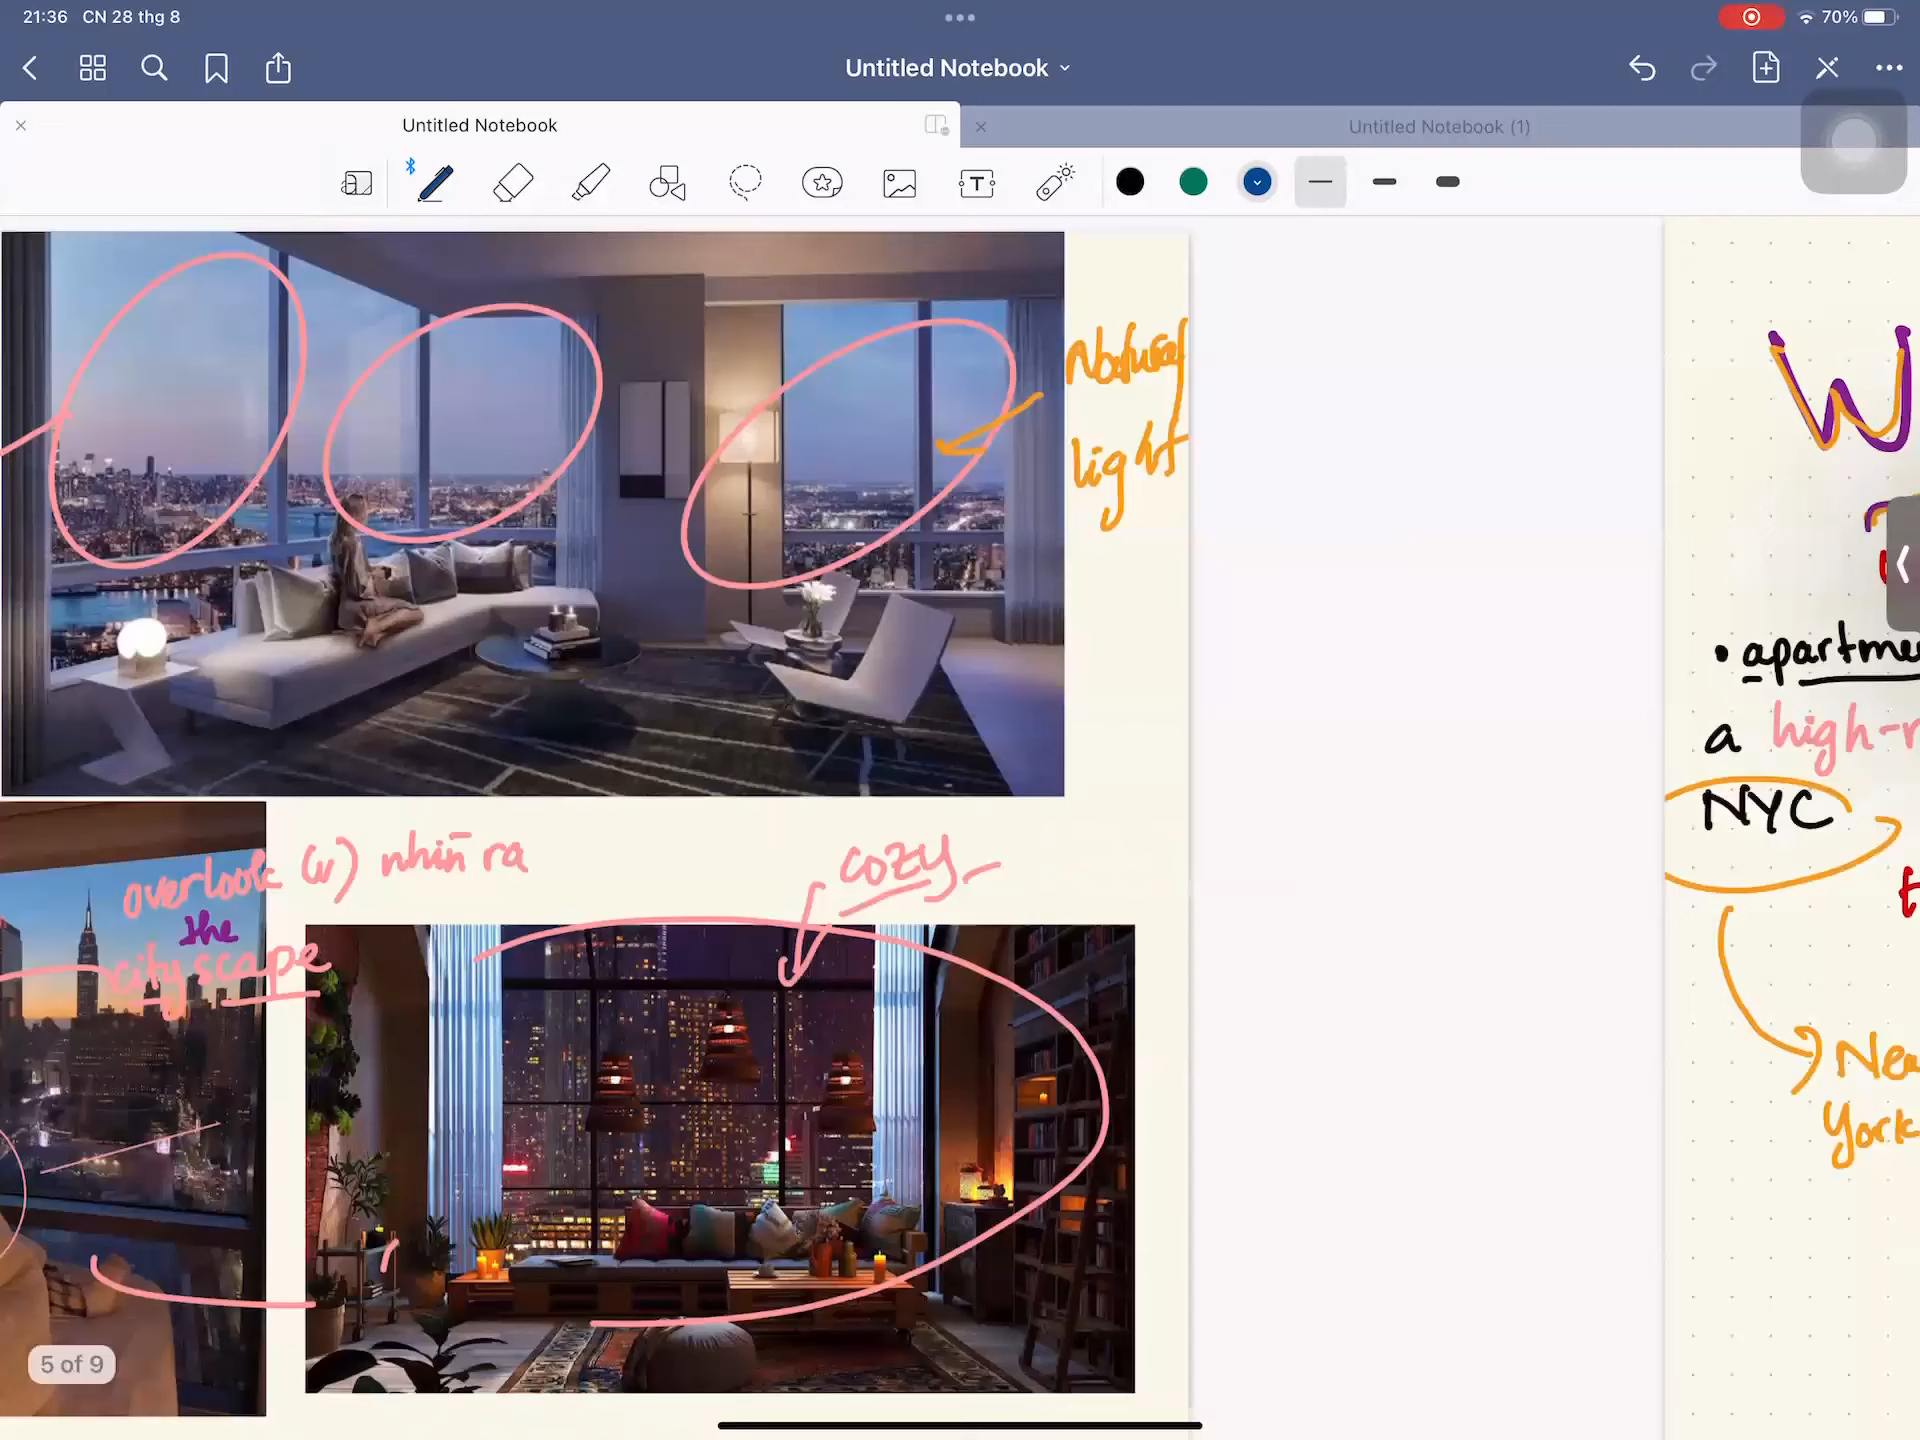 21:36 CN 28 thg 8
70%
Untitled Notebook
Untitled Notebook
Untitled Notebook (1)
T
Natural
light
W
• apartme
a high-r
NYC
t
New
York
overlook (v) nhìn ra
the
cityscape
cozy
5 of 9